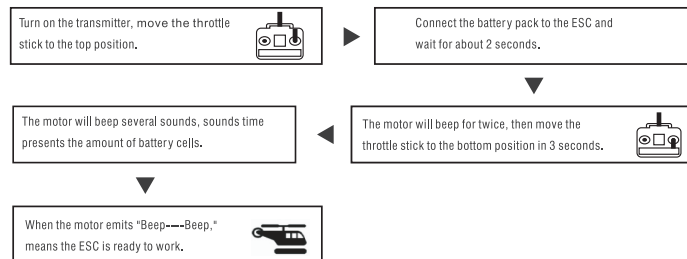 Turn on the transmitter, move the throttle
stick to the top position.
Connect the battery pack to the ESC and
wait for about 2 seconds.
The motor will beep for twice, then move the
throttle stick to the bottom position in 3 seconds.
The motor will beep several sounds, sounds time
presents the amount of battery cells.
When the motor emits "Beep----Beep,"
means the ESC is ready to work.